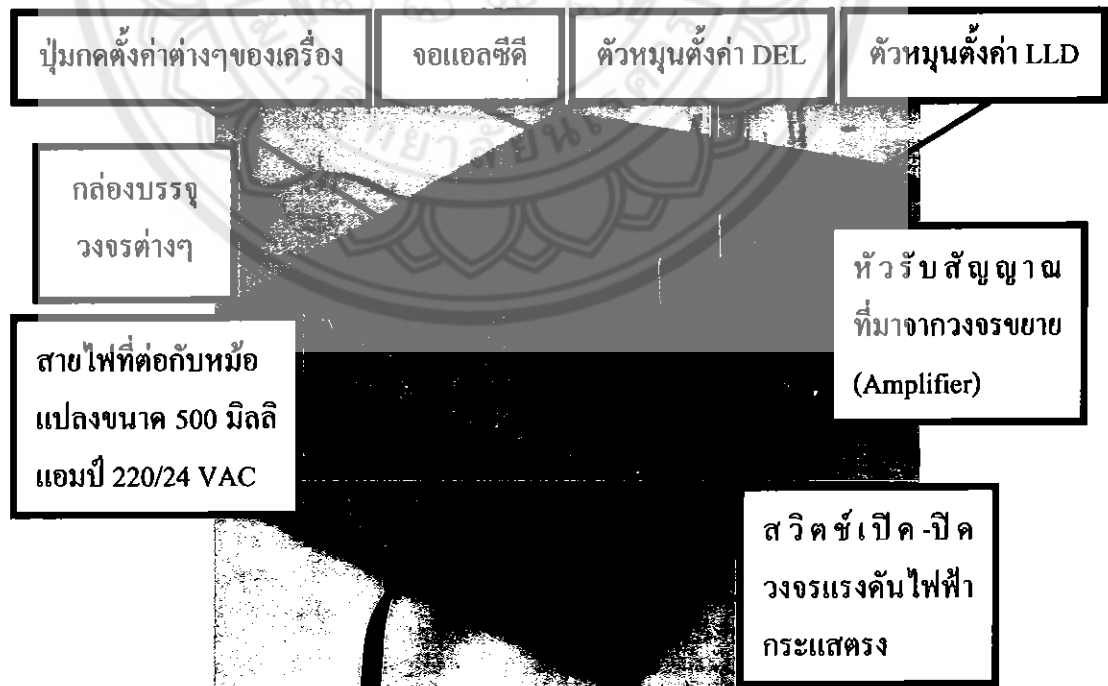 ปุ่มกดตั้งค่าต่างๆของเครื่อง
จอแอลซีดี
ตัวหมุนตั้งค่า DEL
ตัวหมุนตั้งค่า LLD
กล่องบรรจุ
วงจรต่างๆ
หัวรับสัญญาณ
ที่มาจากวงจรขยาย
(Amplifier)
สายไฟที่ต่อกับหม้อ
แปลงขนาด 500 มิลลิ
แอมป์ 220/24 VAC
สวิตช์เปิด-ปิด
วงจรแรงดันไฟฟ้า
กระแสตรง